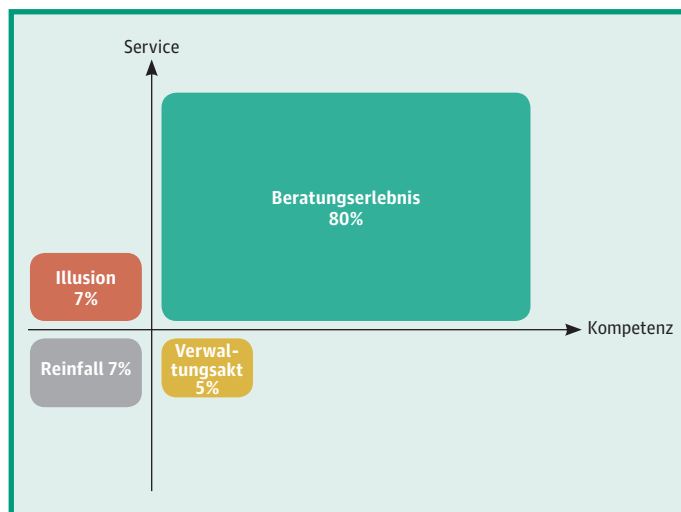 Service
Beratungserlebnis
80%
Illusion
7%
Kompetenz
Reinfall 7%
Verwal-
tungsakt
5%